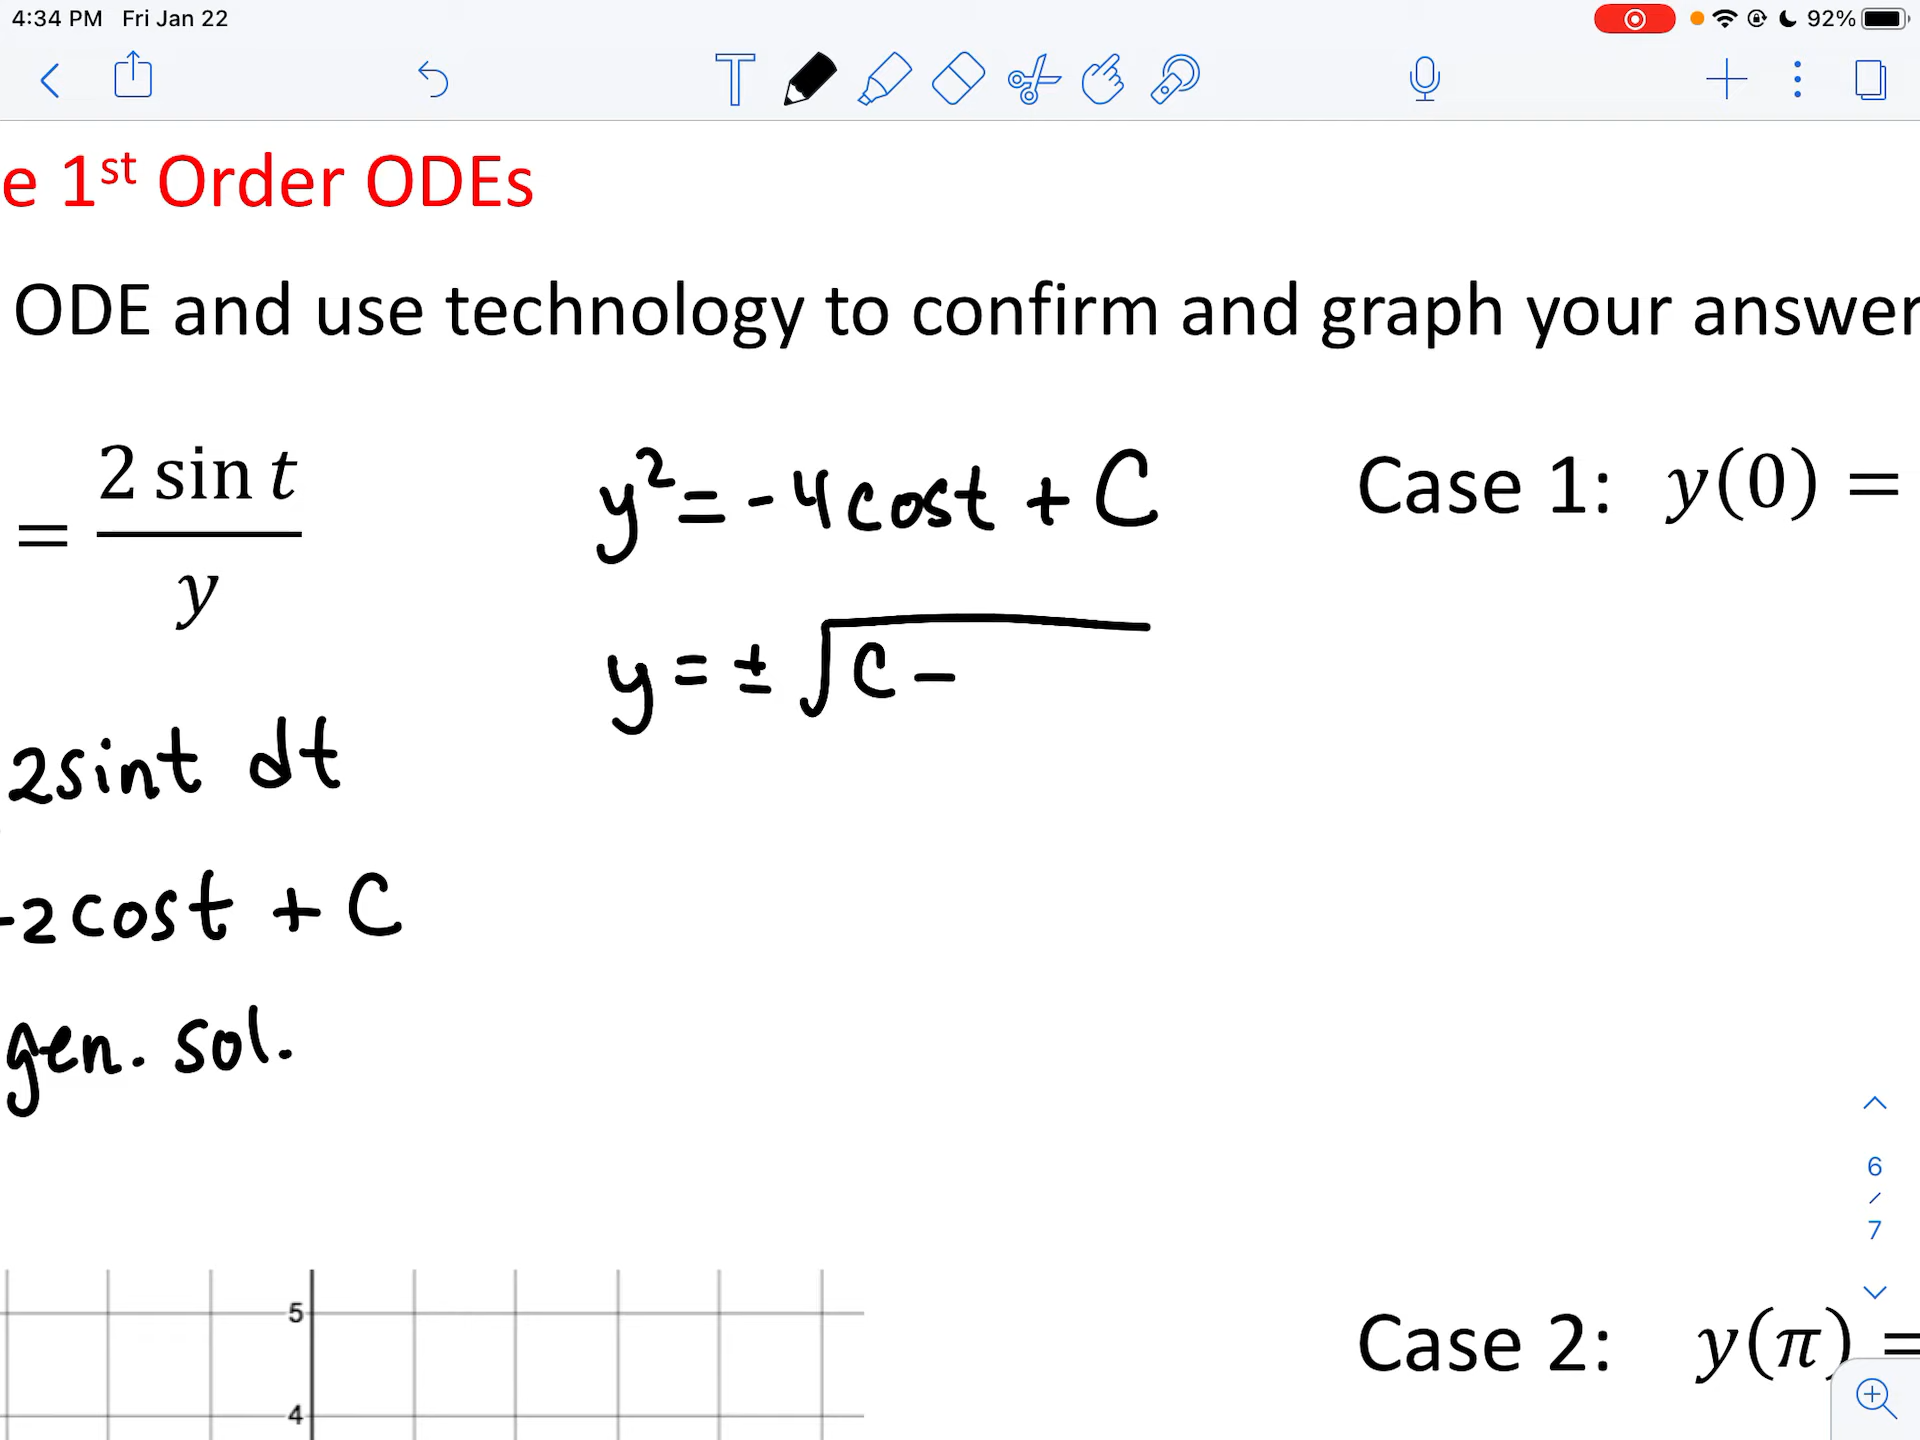 4:34 PM Fri Jan 22 92%
T
e 1st Order ODEs
ODE and use technology to confirm and graph your answer
= 2 sin t / y
y² = -4cost + C
Case 1: y(0) =
y = ± √C -
2sint dt
-2cost + C
gen. sol.
6
/
7
5
4
Case 2: y(π) =